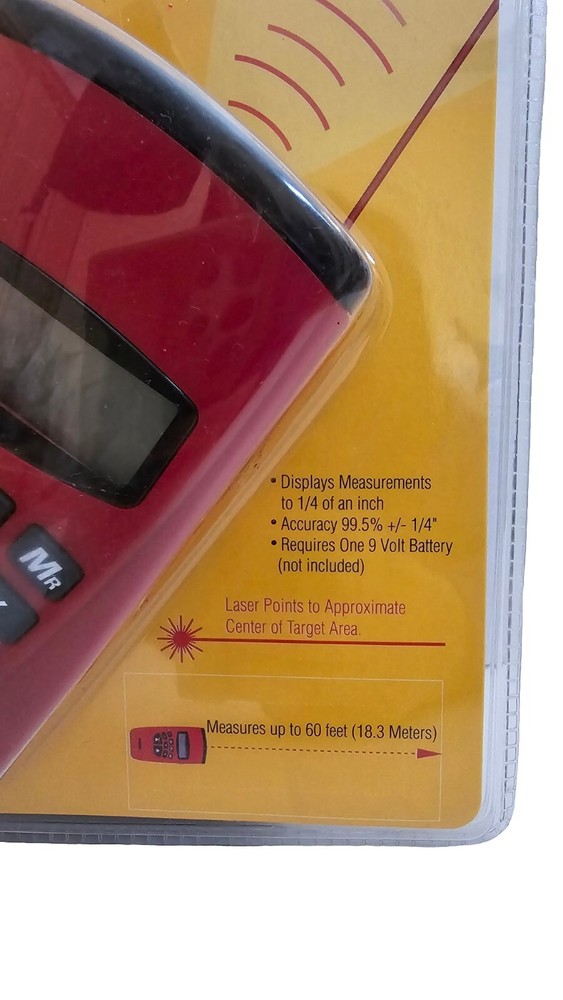 • Displays Measurements
to 1/4 of an inch
• Accuracy 99.5% +/- 1/4"
• Requires One 9 Volt Battery
(not included)
MR
Laser Points to Approximate
Center of Target Area.
Measures up to 60 feet (18.3 Meters)